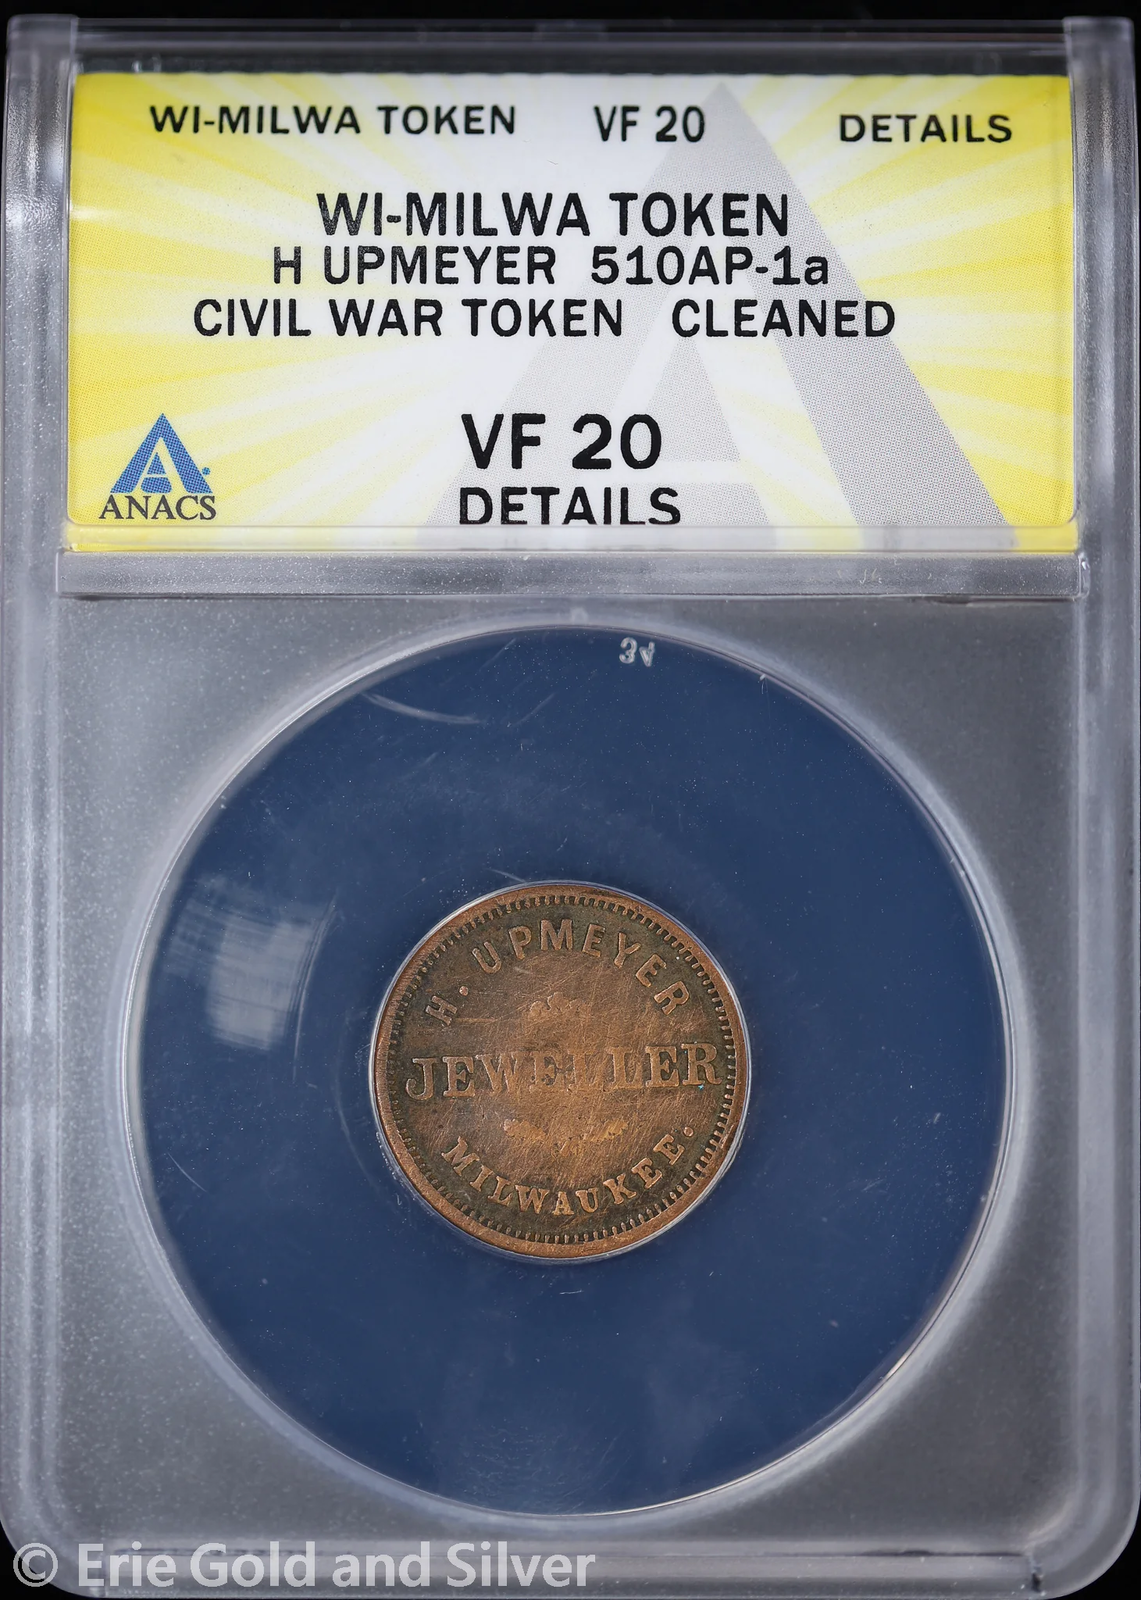 WI-MILWA TOKEN VF 20 DETAILS
WI-MILWA TOKEN
H UPMEYER 510AP-1a
CIVIL WAR TOKEN CLEANED
VF 20
DETAILS
ANACS
H. UPMEYER
JEWELLER
MILWAUKEE.
© Erie Gold and Silver